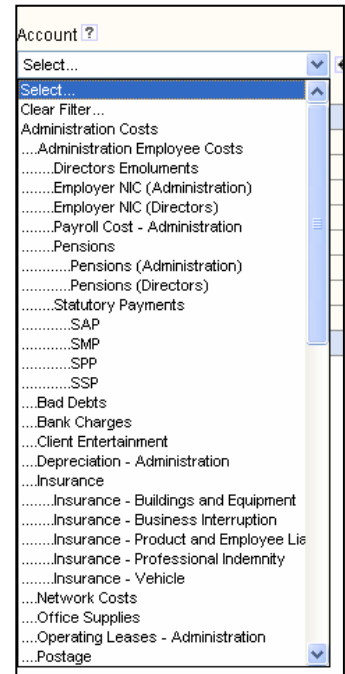 Account ?
Select...
Select...
Clear Filter...
Administration Costs
....Administration Employee Costs
........Directors Emoluments
........Employer NIC (Administration)
........Employer NIC (Directors)
........Payroll Cost - Administration
........Pensions
............Pensions (Administration)
............Pensions (Directors)
........Statutory Payments
............SAP
............SMP
............SPP
............SSP
....Bad Debts
....Bank Charges
....Client Entertainment
....Depreciation - Administration
....Insurance
........Insurance - Buildings and Equipment
........Insurance - Business Interruption
........Insurance - Product and Employee Lia
........Insurance - Professional Indemnity
........Insurance - Vehicle
....Network Costs
....Office Supplies
....Operating Leases - Administration
....Postage